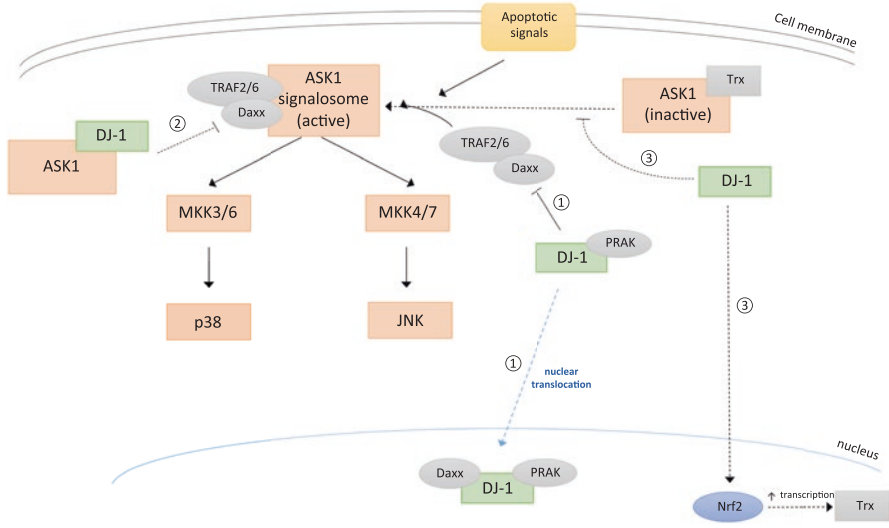 Apoptotic
signals
Cell membrane
TRAF2/6
Daxx
ASK1
signalosome
(active)
ASK1
(inactive)
Trx
DJ-1
ASK1
②
TRAF2/6
Daxx
③
DJ-1
①
MKK3/6
MKK4/7
DJ-1
PRAK
p38
JNK
③
①
nuclear
translocation
nucleus
Daxx
DJ-1
PRAK
Nrf2
↑ transcription
Trx